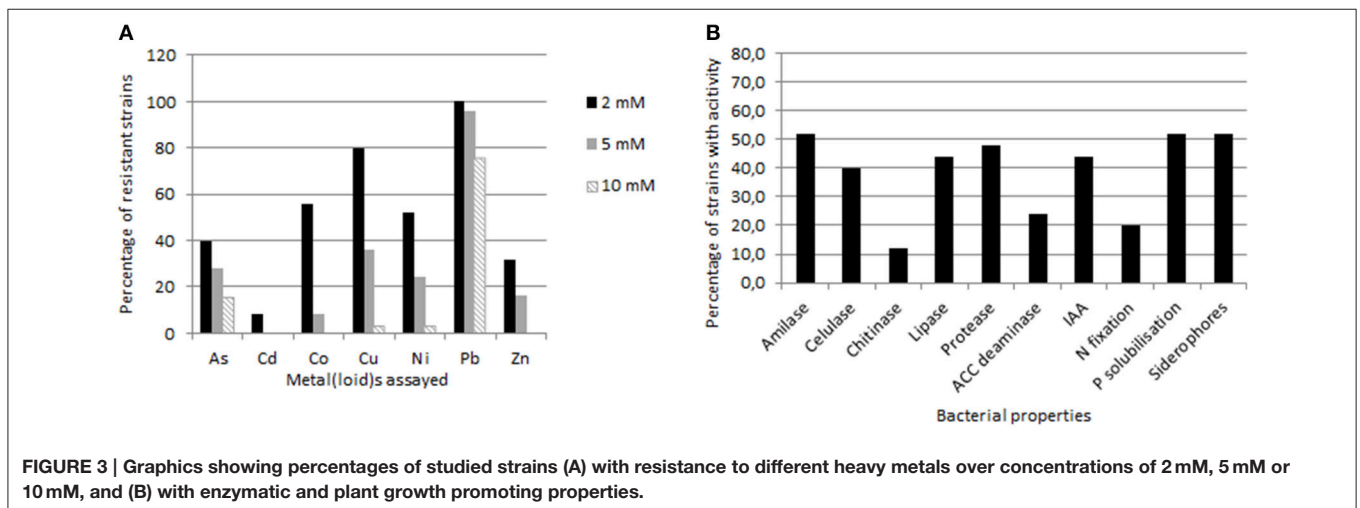 A
120
100
80
60
40
20
0
Percentage of resistant strains
As Cd Co Cu Ni Pb Zn
Metal(loid)s assayed
2 mM
5 mM
10 mM
B
80,0
70,0
60,0
50,0
40,0
30,0
20,0
10,0
0,0
Percentage of strains with acitivity
Amilase
Celulase
Chitinase
Lipase
Protease
ACC deaminase
IAA
N fixation
P solubilisation
Siderophores
Bacterial properties
FIGURE 3 | Graphics showing percentages of studied strains (A) with resistance to different heavy metals over concentrations of 2 mM, 5 mM or
10 mM, and (B) with enzymatic and plant growth promoting properties.